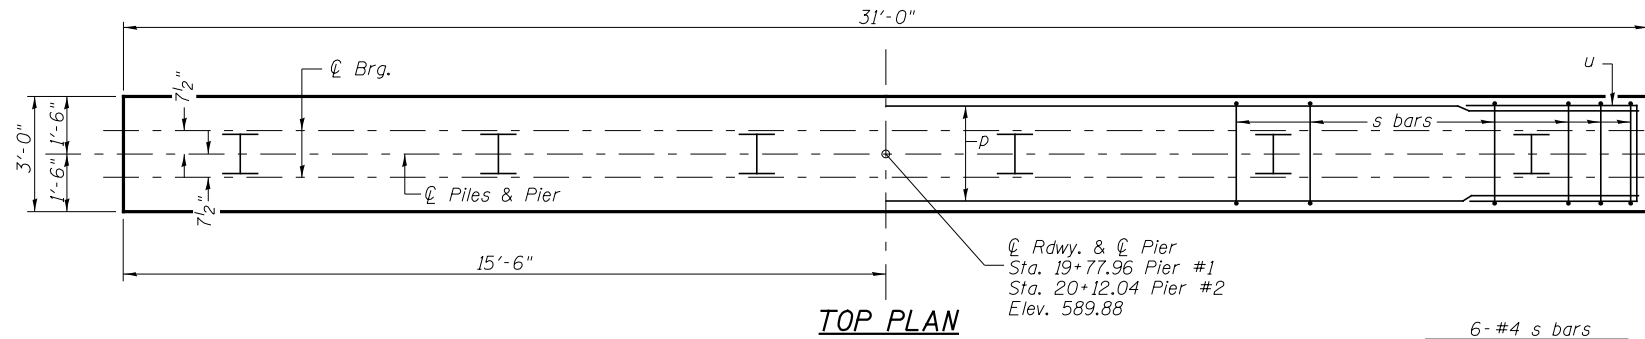 31'-0"
℄ Brg.
u
7½"
3'-0"
1'-6"
1'-6"
s bars
p
℄ Piles & Pier
7½"
15'-6"
℄ Rdwy. & ℄ Pier
Sta. 19+77.96 Pier #1
Sta. 20+12.04 Pier #2
Elev. 589.88
TOP PLAN
6-#4 s bars